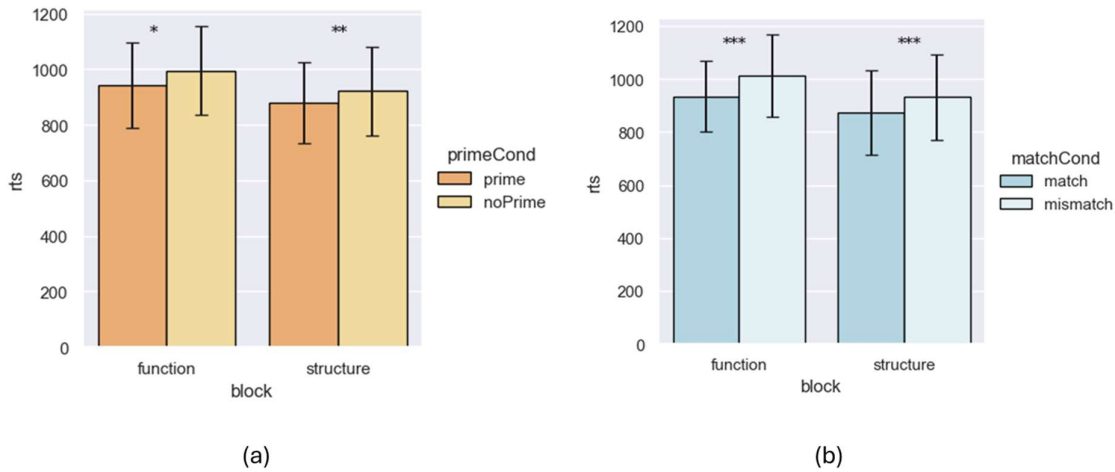 1200
1000
800
600
400
200
0
rts
*
**
function
structure
block
primeCond
prime
noPrime
(a)
1200
1000
800
600
400
200
0
rts
***
***
function
structure
block
matchCond
match
mismatch
(b)